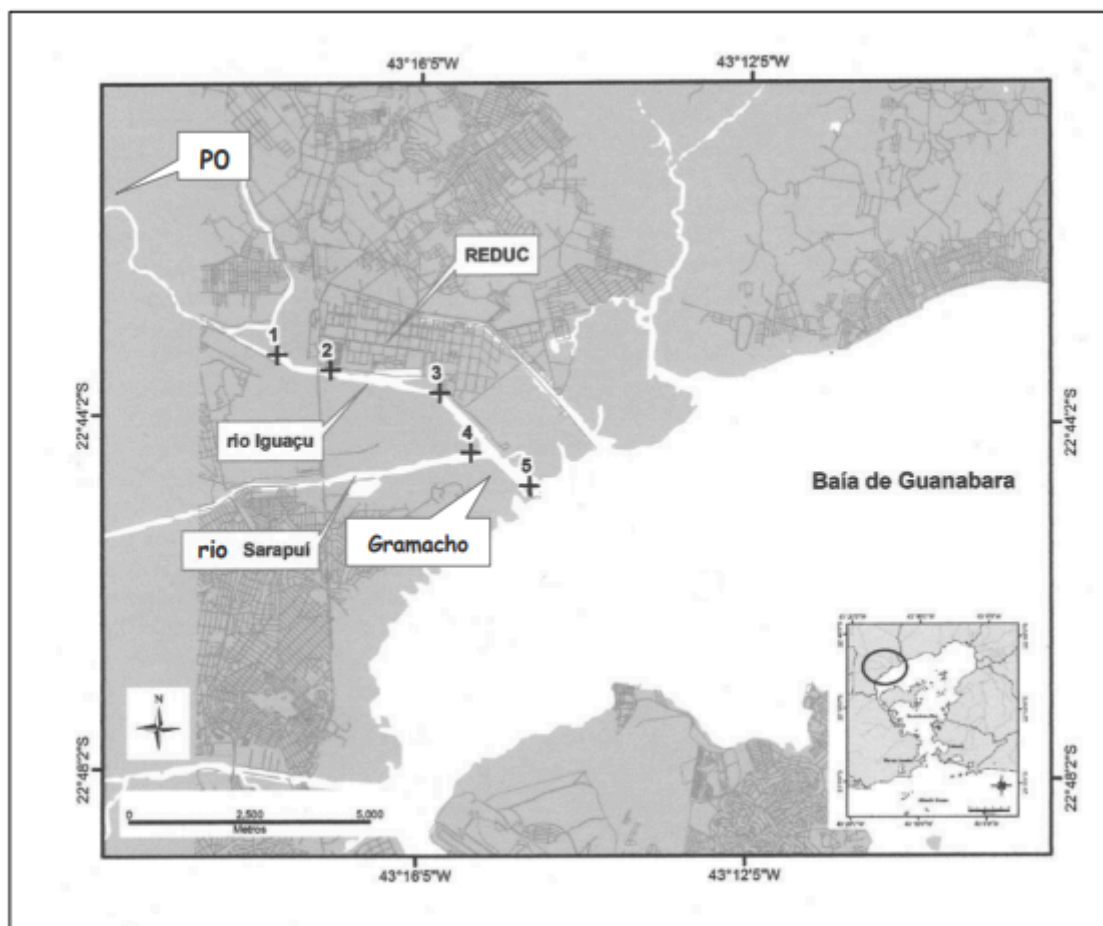 43°16'5"W
43°12'5"W
PO
REDUC
1
2
3
22°44'2"S
22°44'2"S
rio Iguaçu
4
5
Baía de Guanabara
rio Sarapuí
Gramacho
N
22°48'2"S
22°48'2"S
0 2,500 5,000
Metros
43°16'5"W
43°12'5"W